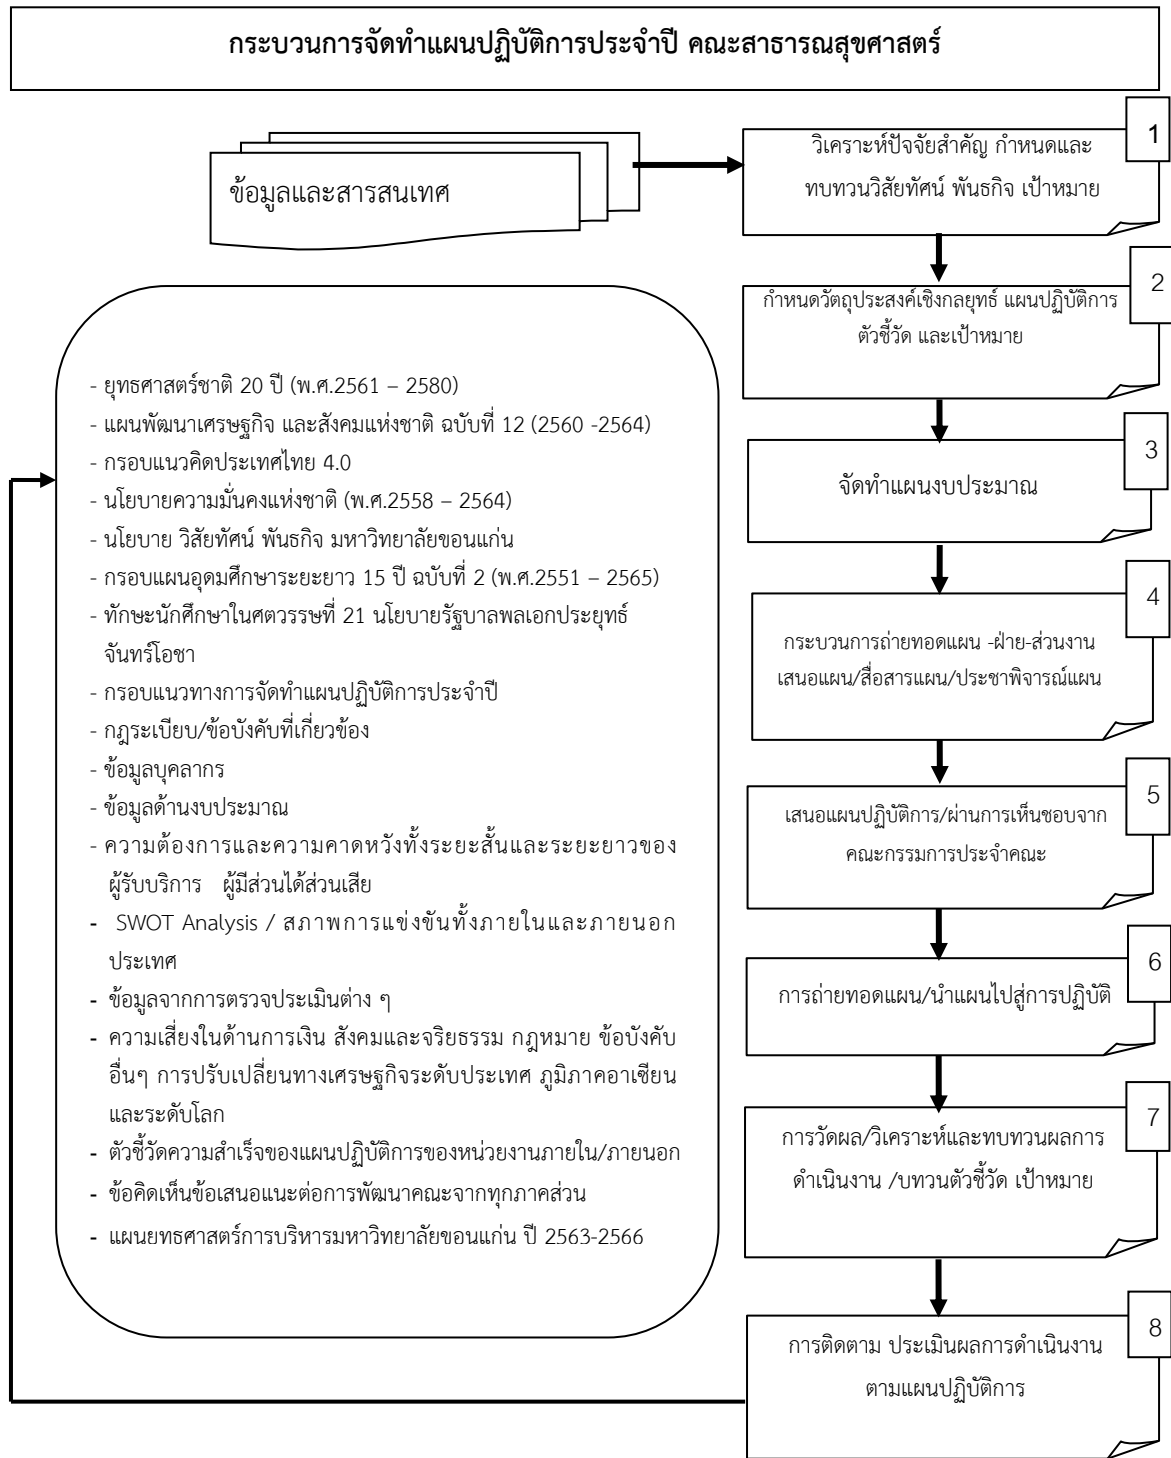 กระบวนการจัดทำแผนปฏิบัติการประจำปี คณะสาธารณสุขศาสตร์
ข้อมูลและสารสนเทศ
- ยุทธศาสตร์ชาติ 20 ปี (พ.ศ.2561 – 2580)
- แผนพัฒนาเศรษฐกิจ และสังคมแห่งชาติ ฉบับที่ 12 (2560 -2564)
- กรอบแนวคิดประเทศไทย 4.0
- นโยบายความมั่นคงแห่งชาติ (พ.ศ.2558 – 2564)
- นโยบาย วิสัยทัศน์ พันธกิจ มหาวิทยาลัยขอนแก่น
- กรอบแผนอุดมศึกษาระยะยาว 15 ปี ฉบับที่ 2 (พ.ศ.2551 – 2565)
- ทักษะนักศึกษาในศตวรรษที่ 21 นโยบายรัฐบาลพลเอกประยุทธ์
จันทร์โอชา
- กรอบแนวทางการจัดทำแผนปฏิบัติการประจำปี
- กฎระเบียบ/ข้อบังคับที่เกี่ยวข้อง
- ข้อมูลบุคลากร
- ข้อมูลด้านงบประมาณ
- ความต้องการและความคาดหวังทั้งระยะสั้นและระยะยาวของ
ผู้รับบริการ ผู้มีส่วนได้ส่วนเสีย
- SWOT Analysis / สภาพการแข่งขันทั้งภายในและภายนอก
ประเทศ
- ข้อมูลจากการตรวจประเมินต่าง ๆ
- ความเสี่ยงในด้านการเงิน สังคมและจริยธรรม กฎหมาย ข้อบังคับ
อื่นๆ การปรับเปลี่ยนทางเศรษฐกิจระดับประเทศ ภูมิภาคอาเซียน
และระดับโลก
- ตัวชี้วัดความสำเร็จของแผนปฏิบัติการของหน่วยงานภายใน/ภายนอก
- ข้อคิดเห็นข้อเสนอแนะต่อการพัฒนาคณะจากทุกภาคส่วน
- แผนยทธศาสตร์การบริหารมหาวิทยาลัยขอนแก่น ปี 2563-2566
1
วิเคราะห์ปัจจัยสำคัญ กำหนดและ
ทบทวนวิสัยทัศน์ พันธกิจ เป้าหมาย
2
กำหนดวัตถุประสงค์เชิงกลยุทธ์ แผนปฏิบัติการ
ตัวชี้วัด และเป้าหมาย
3
จัดทำแผนงบประมาณ
4
กระบวนการถ่ายทอดแผน -ฝ่าย-ส่วนงาน
เสนอแผน/สื่อสารแผน/ประชาพิจารณ์แผน
5
เสนอแผนปฏิบัติการ/ผ่านการเห็นชอบจาก
คณะกรรมการประจำคณะ
6
การถ่ายทอดแผน/นำแผนไปสู่การปฏิบัติ
7
การวัดผล/วิเคราะห์และทบทวนผลการ
ดำเนินงาน /บทวนตัวชี้วัด เป้าหมาย
8
การติดตาม ประเมินผลการดำเนินงาน
ตามแผนปฏิบัติการ